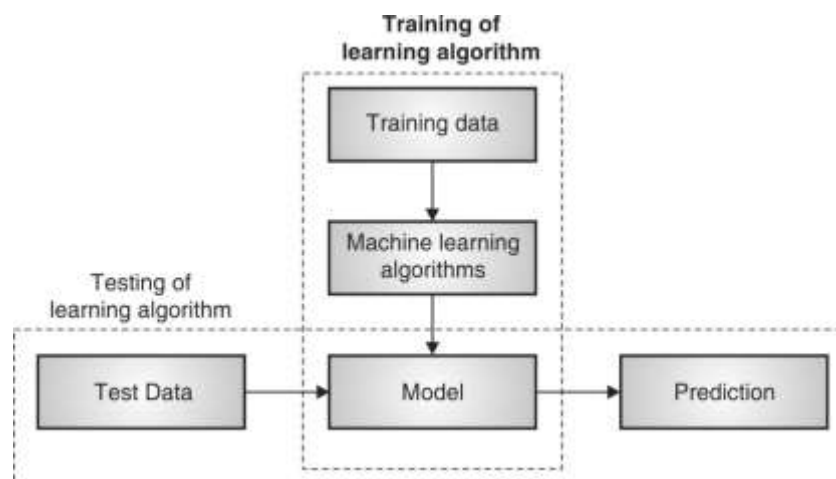 Training of
learning algorithm
Training data
Machine learning
algorithms
Testing of
learning algorithm
Test Data
Model
Prediction